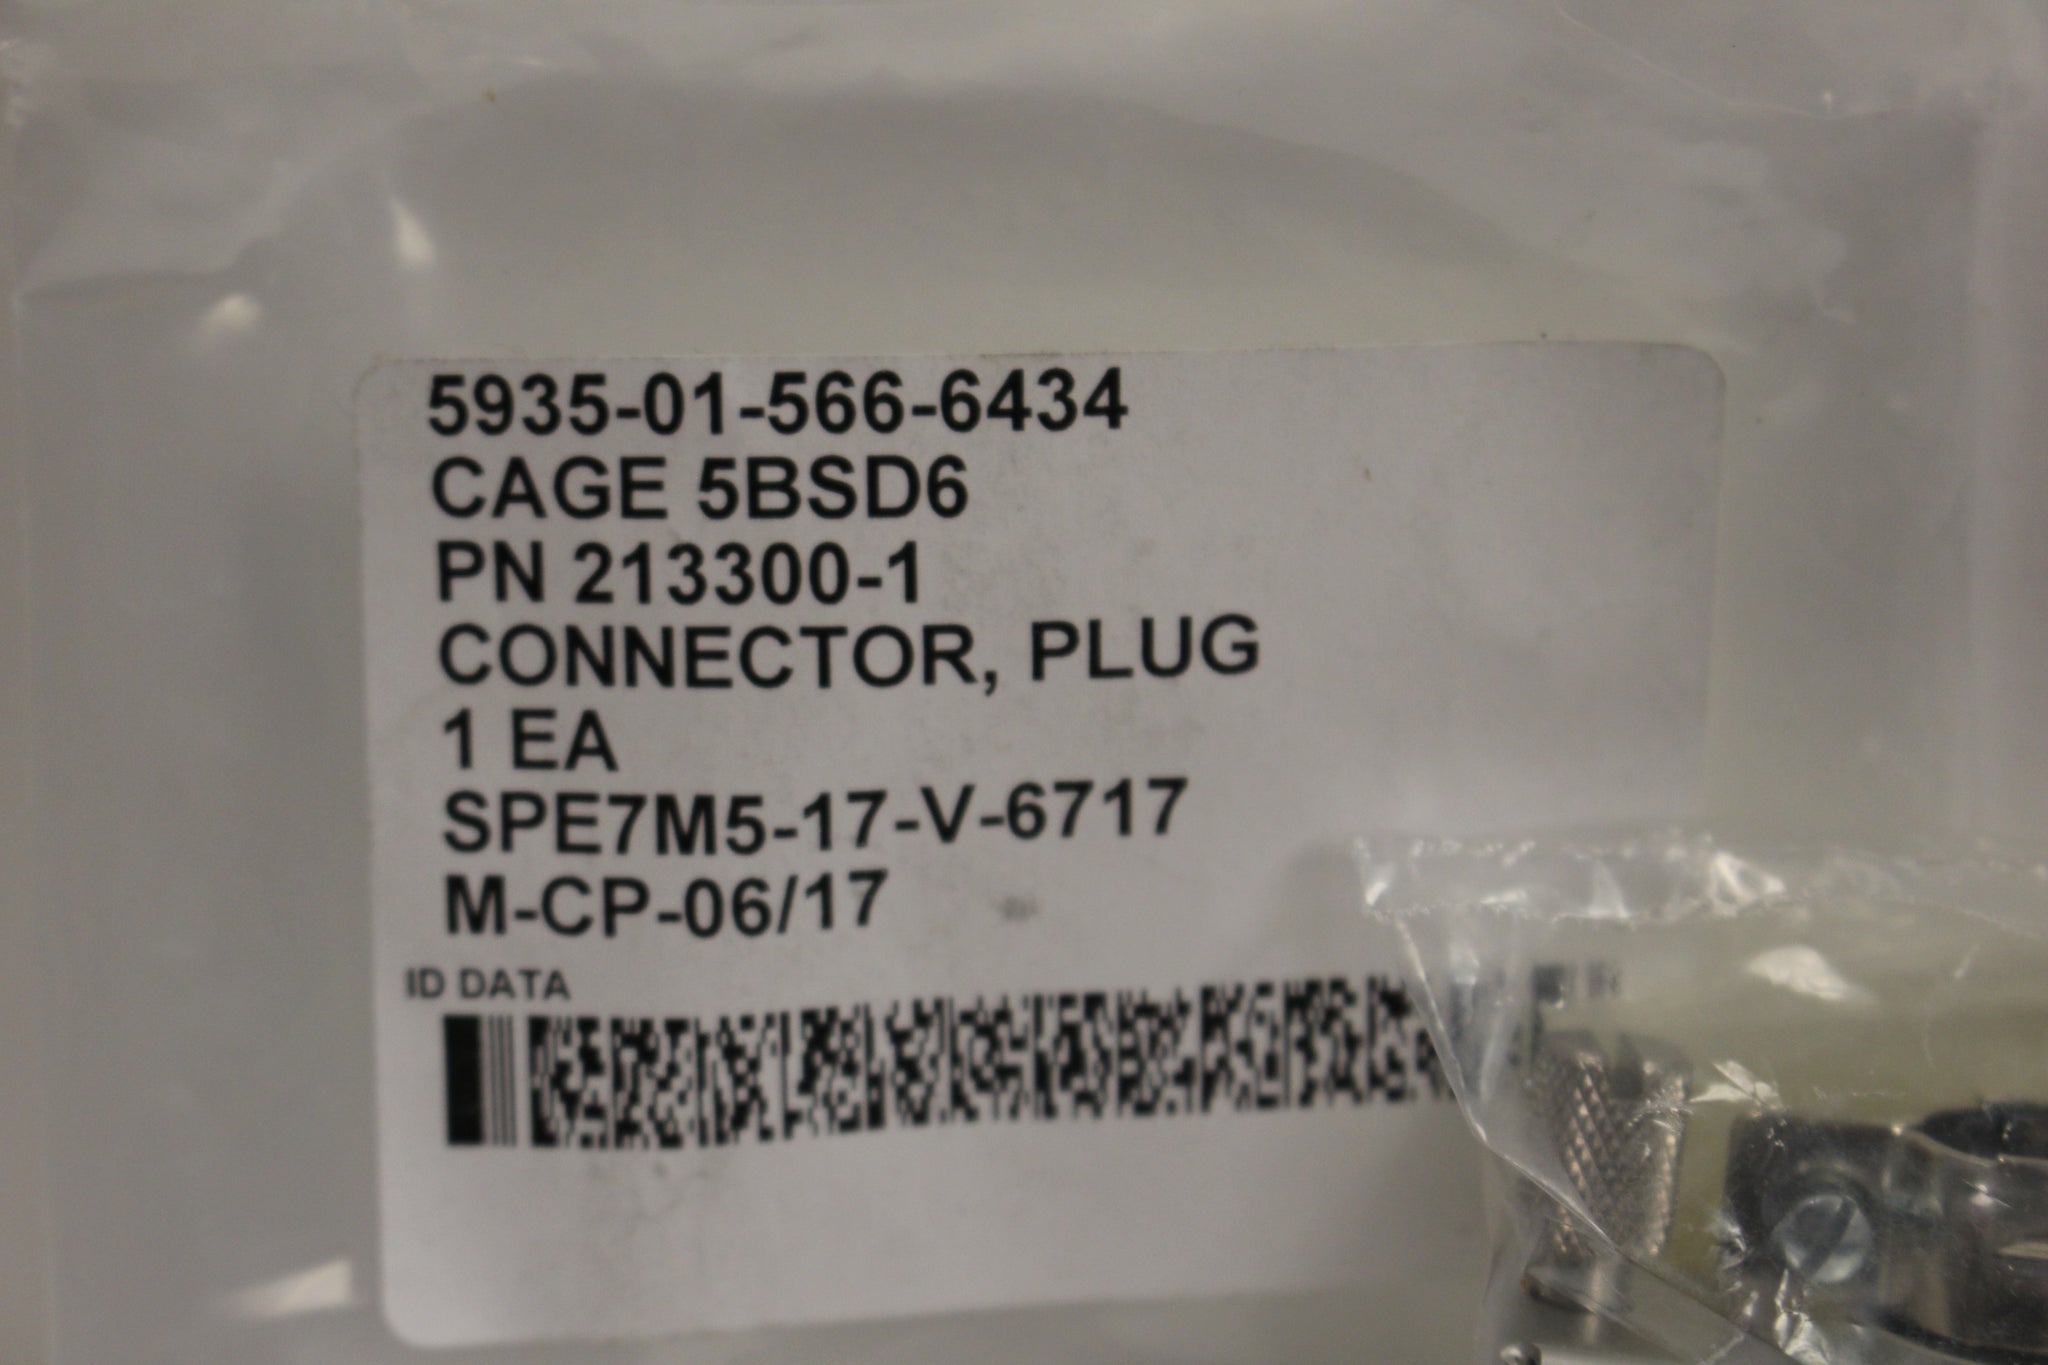 5935-01-566-6434
CAGE 5BSD6
PN 213300-1
CONNECTOR, PLUG
1 EA
SPE7M5-17-V-6717
M-CP-06/17
ID DATA